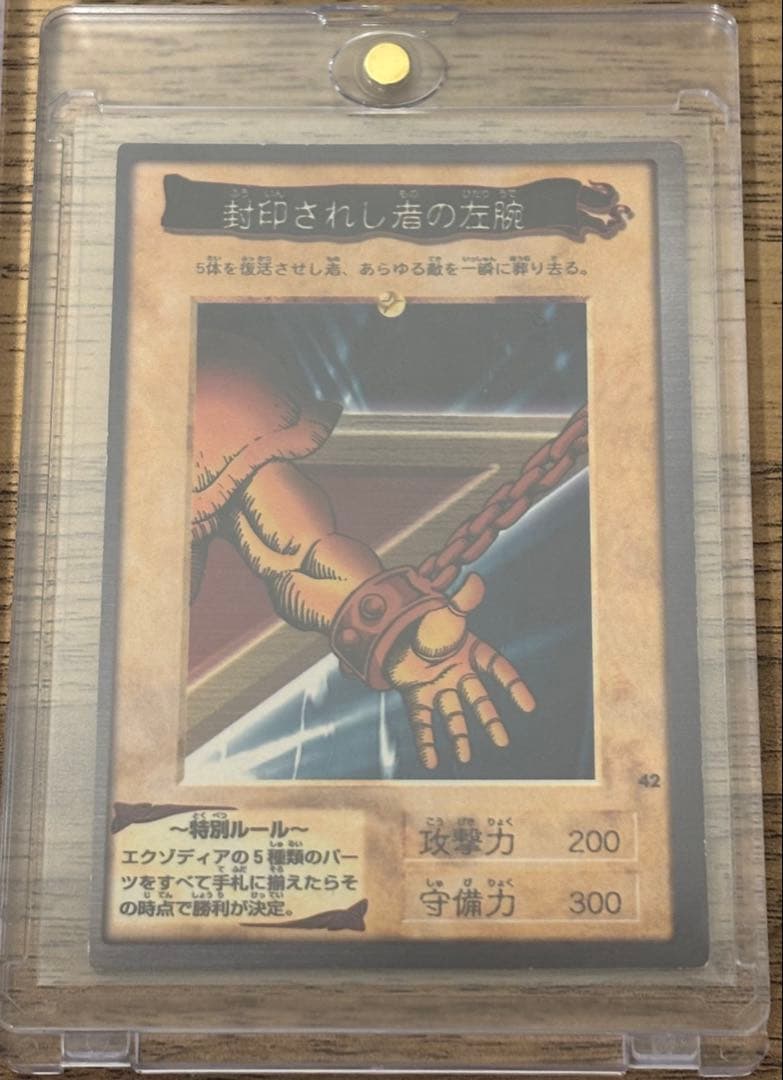 封印されし者の左腕
5体を復活させし者、あらゆる敵を一瞬に葬り去る。
42
〜特別ルール〜
エクゾディアの5種類のパー
ツをすべて手札に揃えたらそ
の時点で勝利が決定。
攻撃力 200
守備力 300